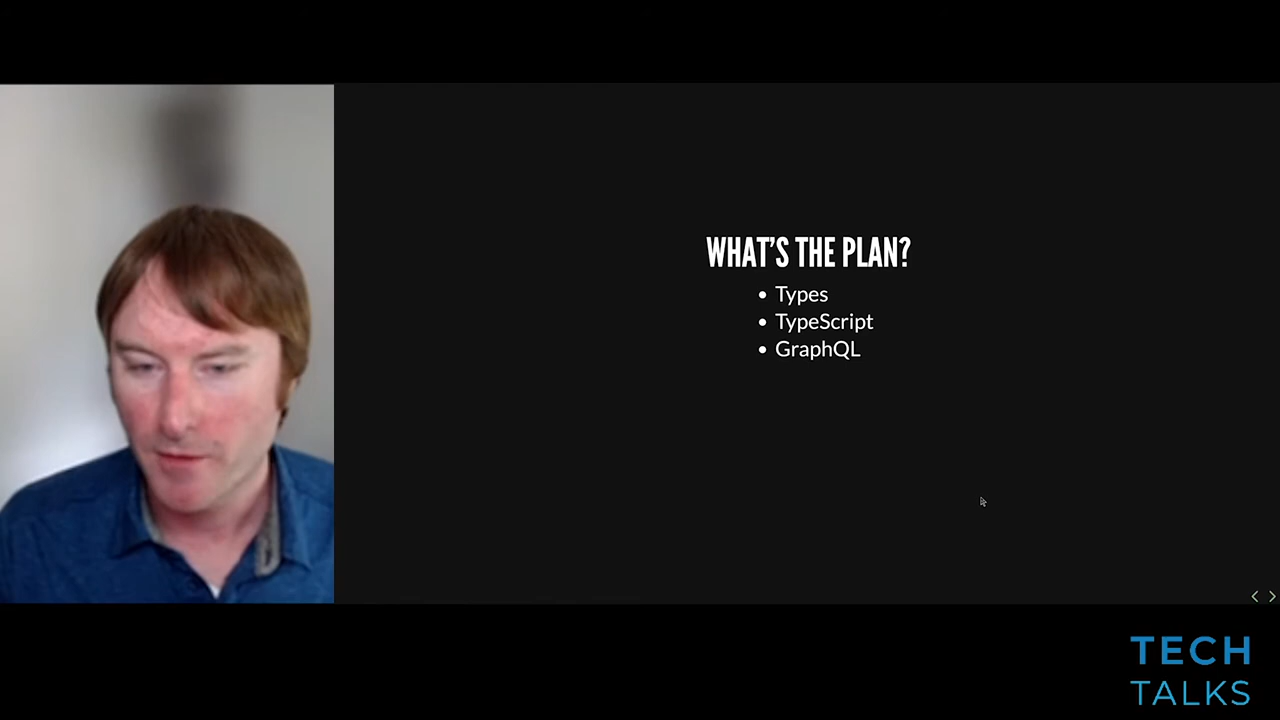 WHAT'S THE PLAN?
• Types
• TypeScript
• GraphQL
TECH
TALKS